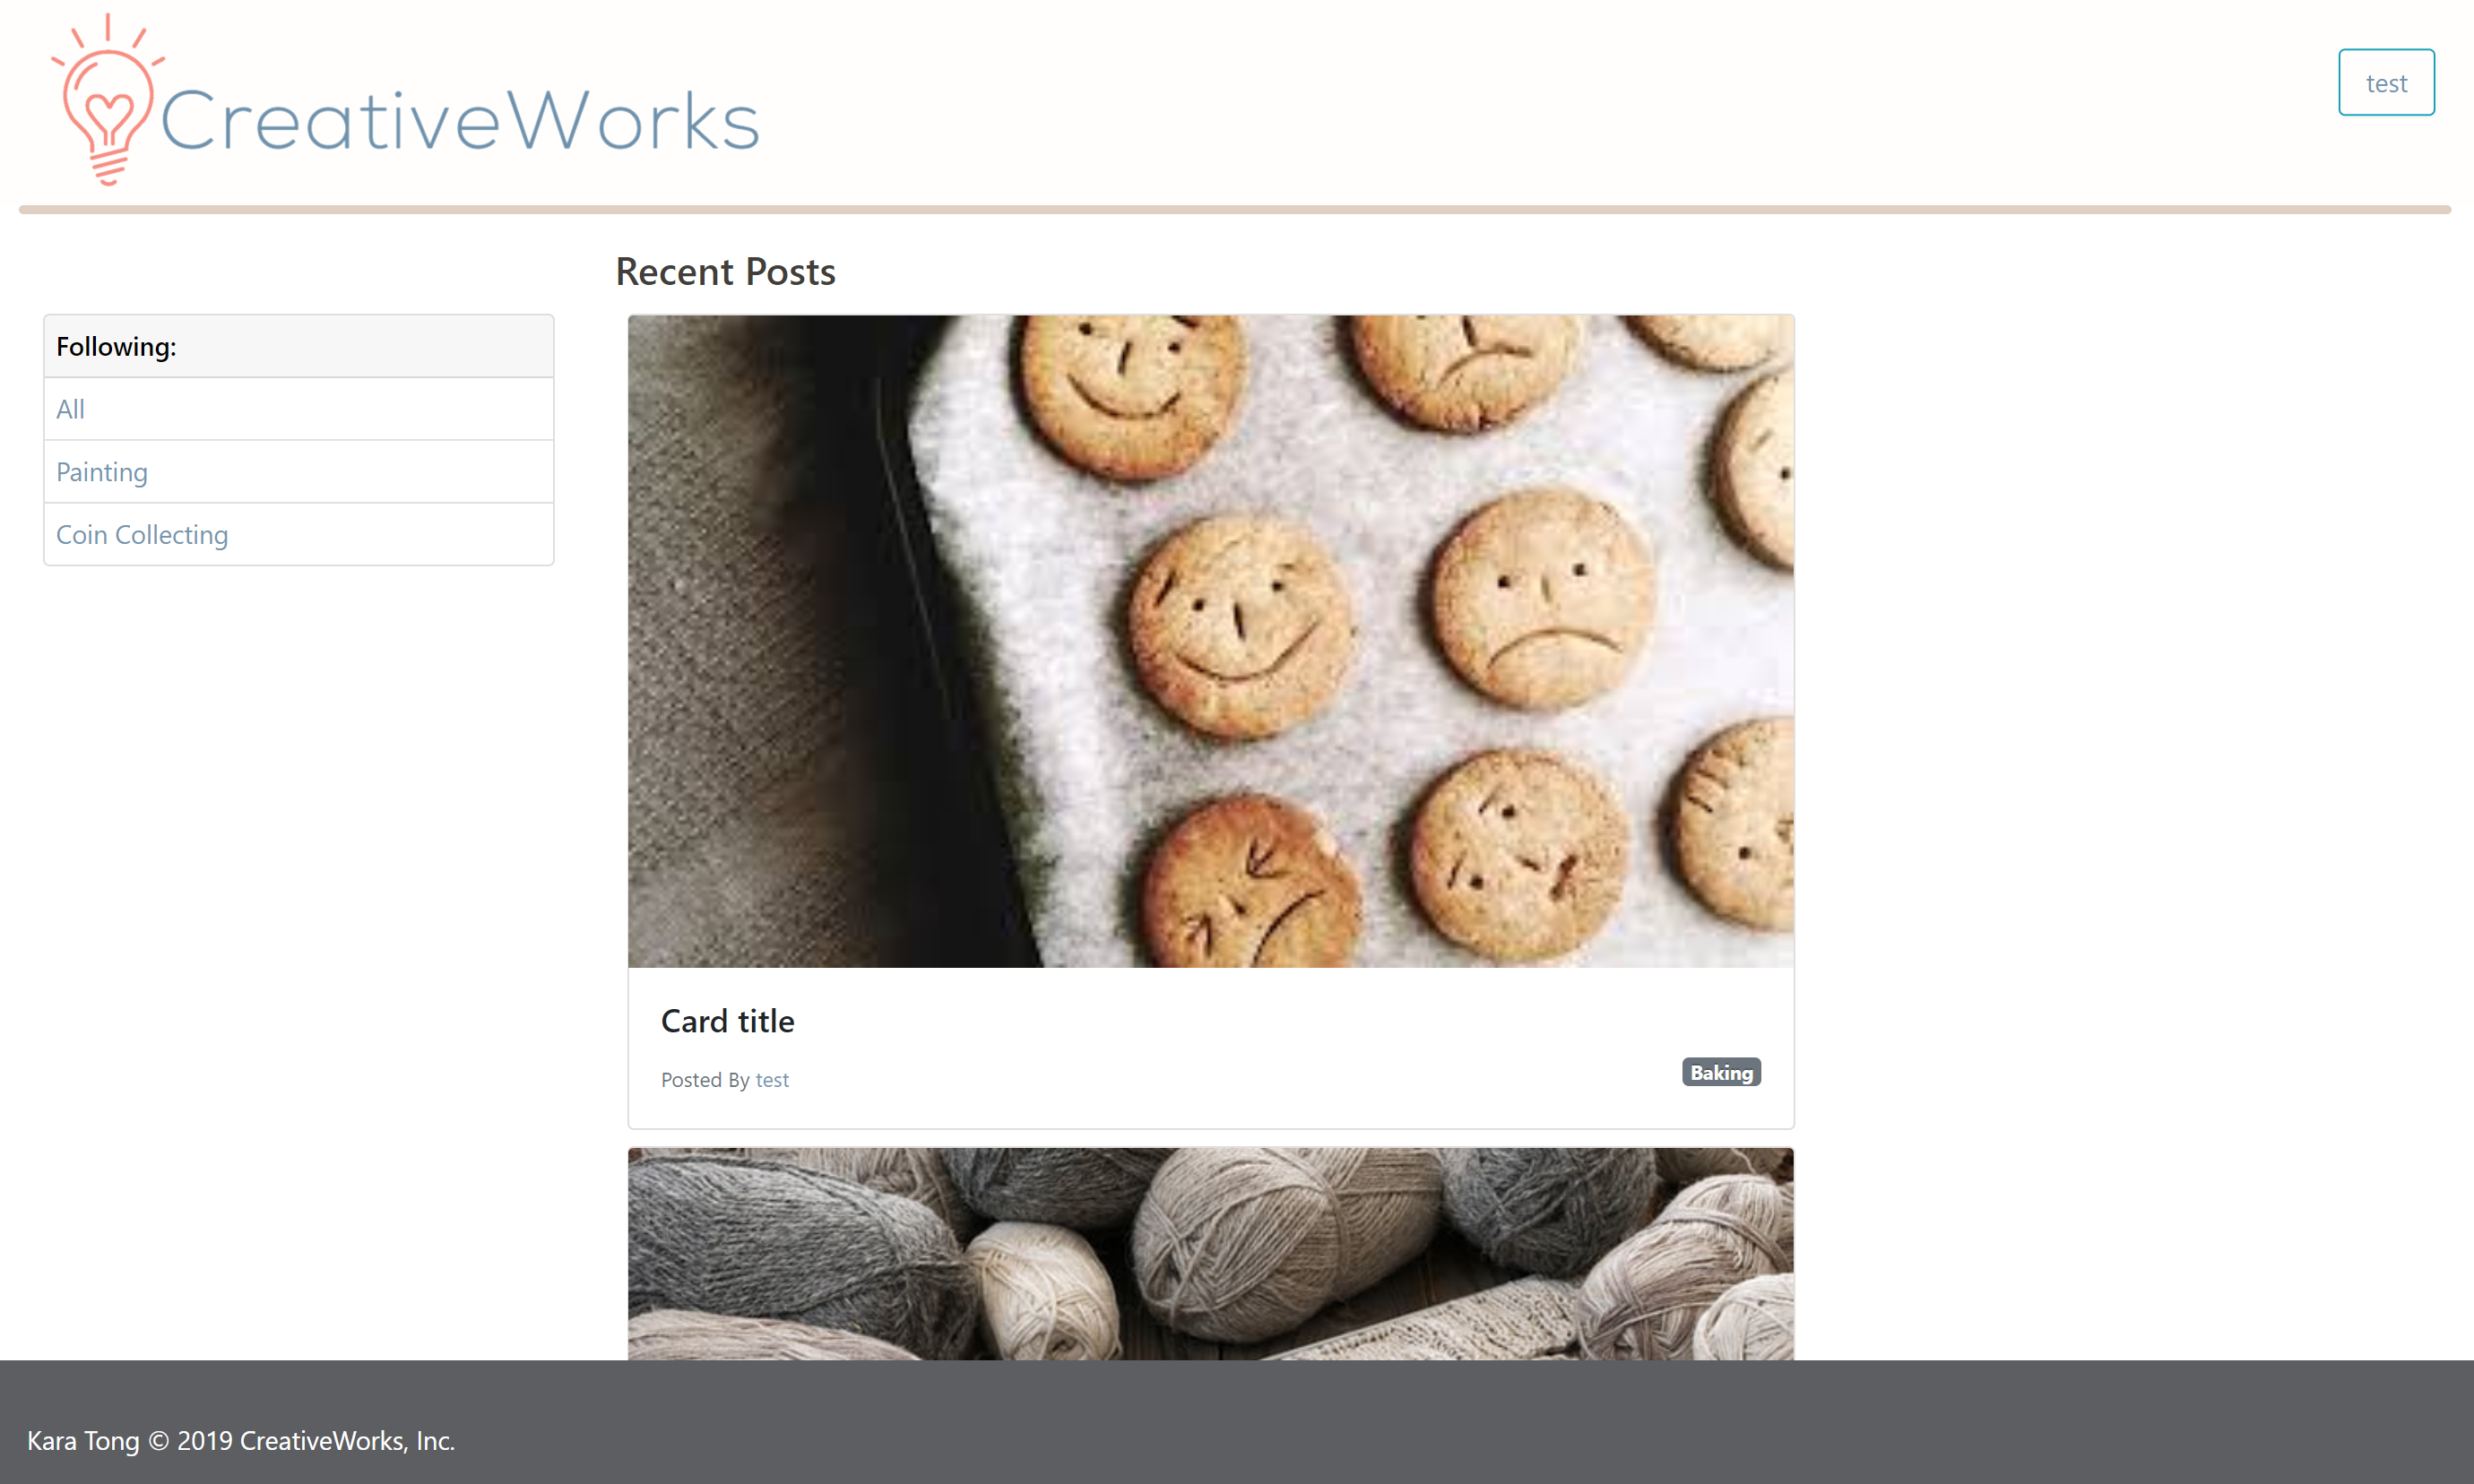 CreativeWorks
test
Recent Posts
Following:
All
Painting
Coin Collecting
Card title
Posted By test
Baking
Kara Tong © 2019 CreativeWorks, Inc.